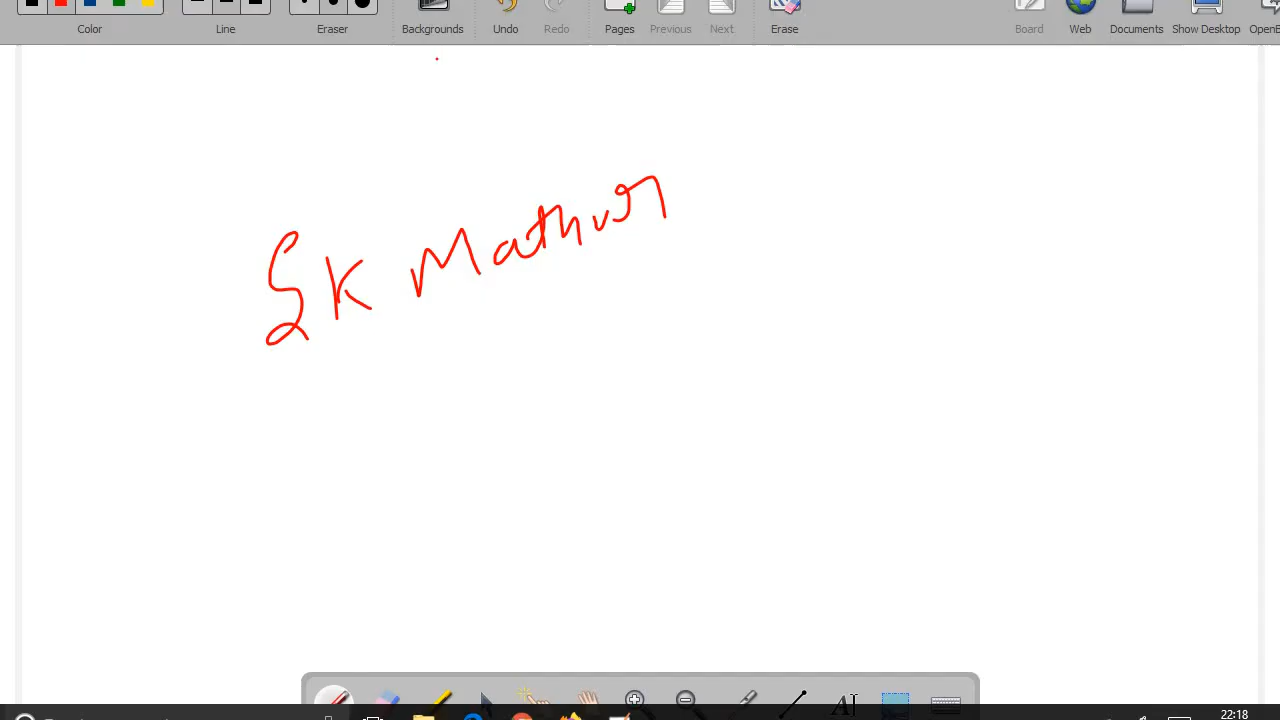 Color Line Eraser Backgrounds Undo Redo Pages Previous Next Erase Board Web Documents Show Desktop
SK Mathur
22:18